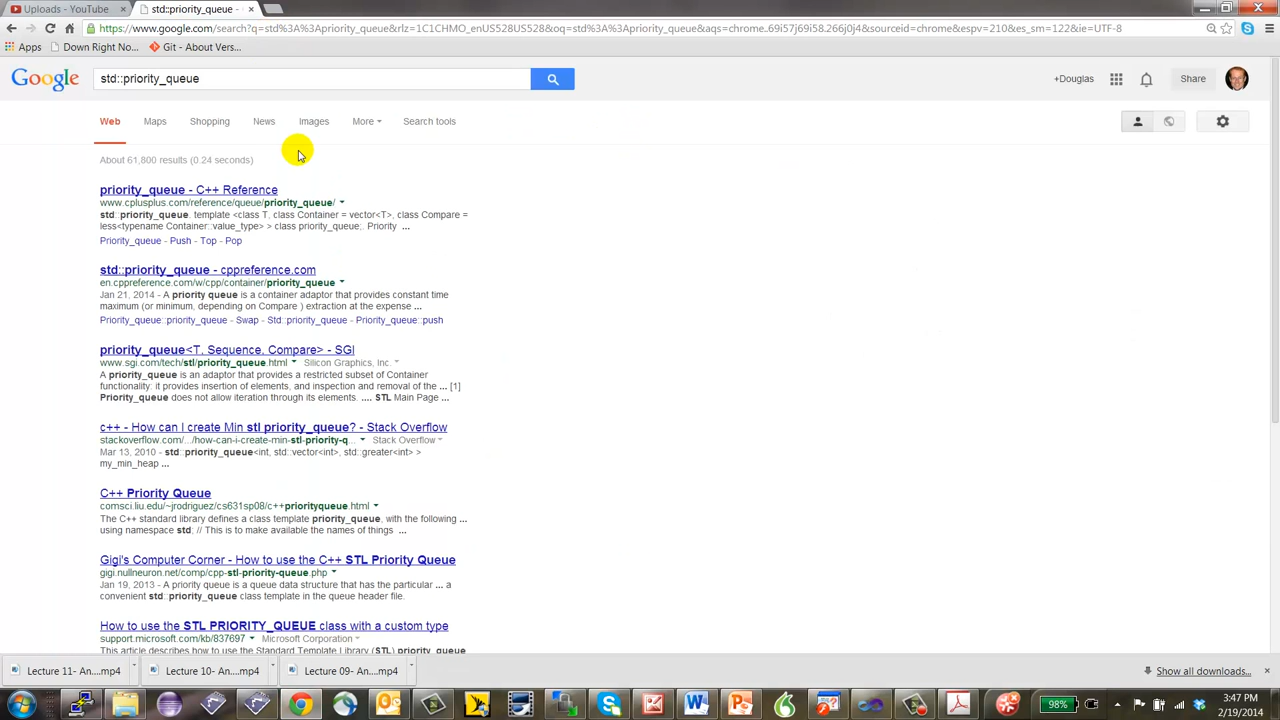 Uploads - YouTube
std::priority_queue -
https://www.google.com/search?q=std%3A%3Apriority_queue&rlz=1C1CHMO_enUS528US528&oq=std%3A%3Apriority_queue&aqs=chrome..69i57j69i58.266j0j4&sourceid=chrome&espv=210&es_sm=122&ie=UTF-8
Apps
Down Right No...
Git - About Vers...
Google
std::priority_queue
+Douglas
Share
Web
Maps
Shopping
News
Images
More
Search tools
About 61,800 results (0.24 seconds)
priority_queue - C++ Reference
www.cplusplus.com/reference/queue/priority_queue/
std::priority_queue. template <class T, class Container = vector<T>, class Compare =
less<typename Container::value_type> > class priority_queue;. Priority ...
Priority_queue - Push - Top - Pop
std::priority_queue - cppreference.com
en.cppreference.com/w/cpp/container/priority_queue
Jan 21, 2014 - A priority queue is a container adaptor that provides constant time
maximum (or minimum, depending on Compare ) extraction at the expense ...
Priority_queue::priority_queue - Swap - Std::priority_queue - Priority_queue::push
priority_queue<T, Sequence, Compare> - SGI
www.sgi.com/tech/stl/priority_queue.html
Silicon Graphics, Inc.
A priority_queue is an adaptor that provides a restricted subset of Container
functionality: it provides insertion of elements, and inspection and removal of the ... [1]
Priority_queue does not allow iteration through its elements. .... STL Main Page ...
c++ - How can I create Min stl priority_queue? - Stack Overflow
stackoverflow.com/.../how-can-i-create-min-stl-priority-q...
Stack Overflow
Mar 13, 2010 - std::priority_queue<int, std::vector<int>, std::greater<int> >
my_min_heap ...
C++ Priority Queue
comsci.liu.edu/~jrodriguez/cs631sp08/c++priorityqueue.html
The C++ standard library defines a class template priority_queue, with the following ...
using namespace std; // This is to make available the names of things ...
Gigi's Computer Corner - How to use the C++ STL Priority Queue
gigi.nullneuron.net/comp/cpp-stl-priority-queue.php
Jan 19, 2013 - A priority queue is a queue data structure that has the particular ... a
convenient std::priority_queue class template in the queue header file.
How to use the STL PRIORITY_QUEUE class with a custom type
support.microsoft.com/kb/837697
Microsoft Corporation
This article describes how to use the Standard Template Library (STL) priority_queue
Lecture 11- An....mp4
Lecture 10- An....mp4
Lecture 09- An....mp4
Show all downloads...
98%
3:47 PM
2/19/2014